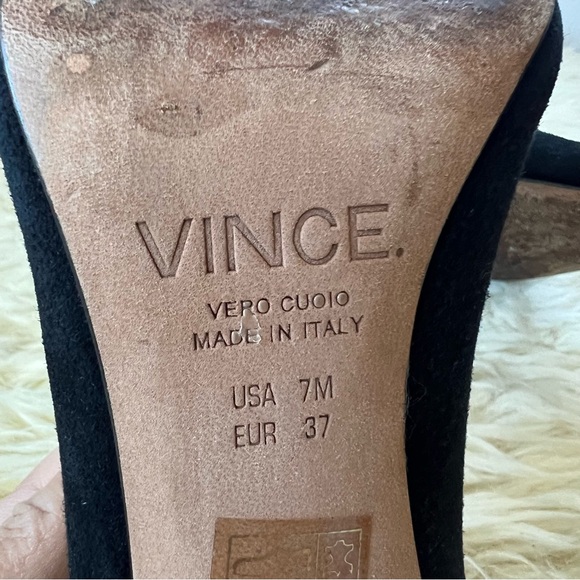 VINCE.
VERO CUOIO
MADE IN ITALY
USA 7M
EUR 37